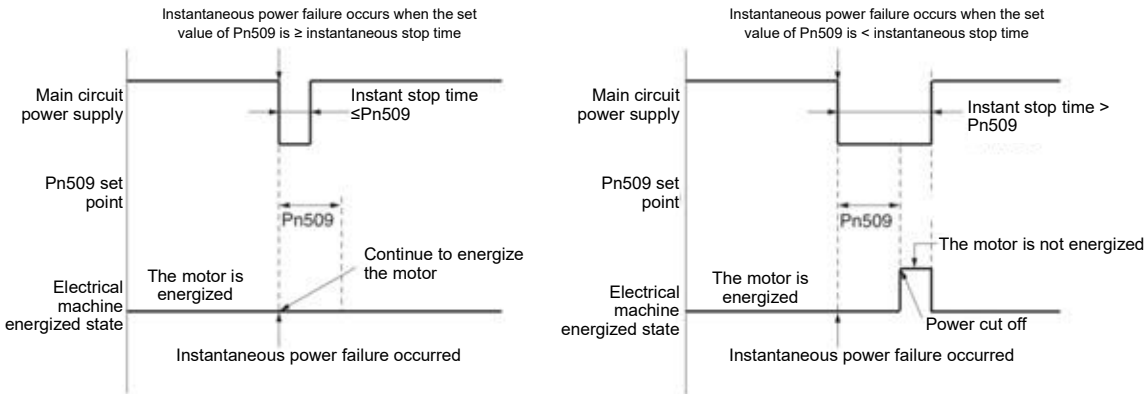 Instantaneous power failure occurs when the set
value of Pn509 is ≥ instantaneous stop time
Main circuit
power supply
Instant stop time
≤Pn509
Pn509 set
point
Pn509
Continue to energize
the motor
The motor is
energized
Electrical
machine
energized state
Instantaneous power failure occurred
Instantaneous power failure occurs when the set
value of Pn509 is < instantaneous stop time
Main circuit
power supply
Instant stop time >
Pn509
Pn509 set
point
Pn509
The motor is not energized
The motor is
energized
Electrical
machine
energized state
Power cut off
Instantaneous power failure occurred